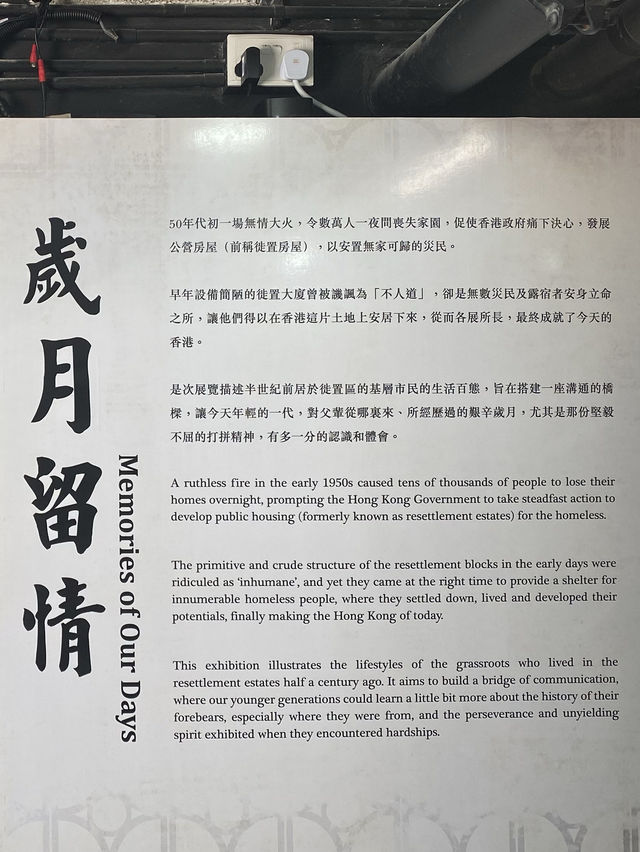 歲月留情
Memories of Our Days
50年代初一場無情大火，令數萬人一夜間喪失家園，促使香港政府痛下決心，發展
公營房屋（前稱徙置房屋），以安置無家可歸的災民。
早年設備簡陋的徙置大廈曾被譏諷為「不人道」，卻是無數災民及露宿者安身立命
之所，讓他們得以在香港這片土地上安居下來，從而各展所長，最終成就了今天的
香港。
是次展覽描述半世紀前居於徙置區的基層市民的生活百態，旨在搭建一座溝通的橋
樑，讓今天年輕的一代，對父輩從哪裏來、所經歷過的艱辛歲月，尤其是那份堅毅
不屈的打拼精神，有多一分的認識和體會。
A ruthless fire in the early 1950s caused tens of thousands of people to lose their
homes overnight, prompting the Hong Kong Government to take steadfast action to
develop public housing (formerly known as resettlement estates) for the homeless.
The primitive and crude structure of the resettlement blocks in the early days were
ridiculed as ‘inhumane’, and yet they came at the right time to provide a shelter for
innumerable homeless people, where they settled down, lived and developed their
potentials, finally making the Hong Kong of today.
This exhibition illustrates the lifestyles of the grassroots who lived in the
resettlement estates half a century ago. It aims to build a bridge of communication,
where our younger generations could learn a little bit more about the history of their
forebears, especially where they were from, and the perseverance and unyielding
spirit exhibited when they encountered hardships.